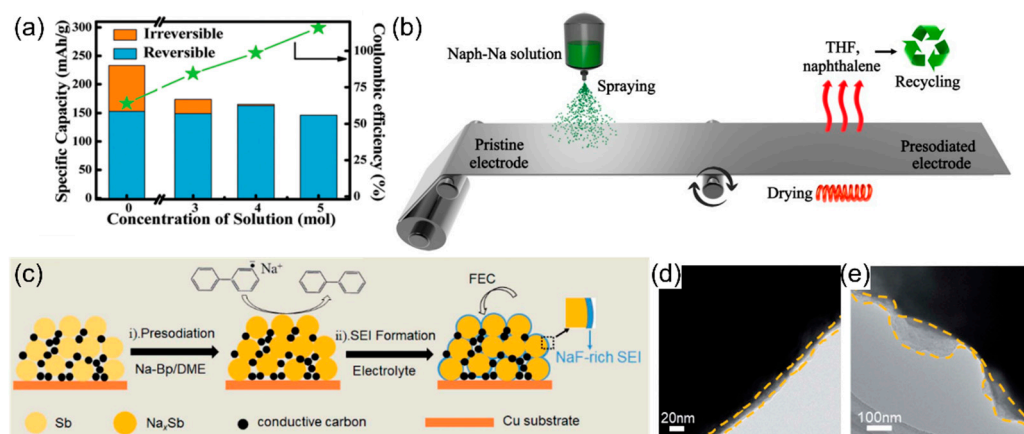 (a)
Irreversible
Reversible
Specific Capacity (mAh/g)
300
250
200
150
100
50
0
0 3 4 5
Concentration of Solution (mol)
100
75
50
25
0
Coulombic efficiency (%)
(b)
Naph-Na solution
Spraying
THF,
naphthalene
Recycling
Pristine
electrode
Presodiated
electrode
Drying
(c)
Na+
i).Presodiation
Na-Bp/DME
ii).SEI Formation
Electrolyte
FEC
NaF-rich SEI
Sb
NaxSb
conductive carbon
Cu substrate
(d)
20nm
(e)
100nm